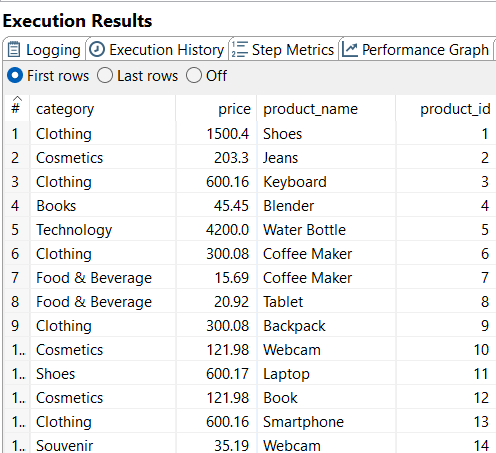 Execution Results
Logging Execution History Step Metrics Performance Graph
First rows Last rows Off
# category price product_name product_id
1 Clothing 1500.4 Shoes 1
2 Cosmetics 203.3 Jeans 2
3 Clothing 600.16 Keyboard 3
4 Books 45.45 Blender 4
5 Technology 4200.0 Water Bottle 5
6 Clothing 300.08 Coffee Maker 6
7 Food & Beverage 15.69 Coffee Maker 7
8 Food & Beverage 20.92 Tablet 8
9 Clothing 300.08 Backpack 9
1.. Cosmetics 121.98 Webcam 10
1.. Shoes 600.17 Laptop 11
1.. Cosmetics 121.98 Book 12
1.. Clothing 600.16 Smartphone 13
1.. Souvenir 35.19 Webcam 14